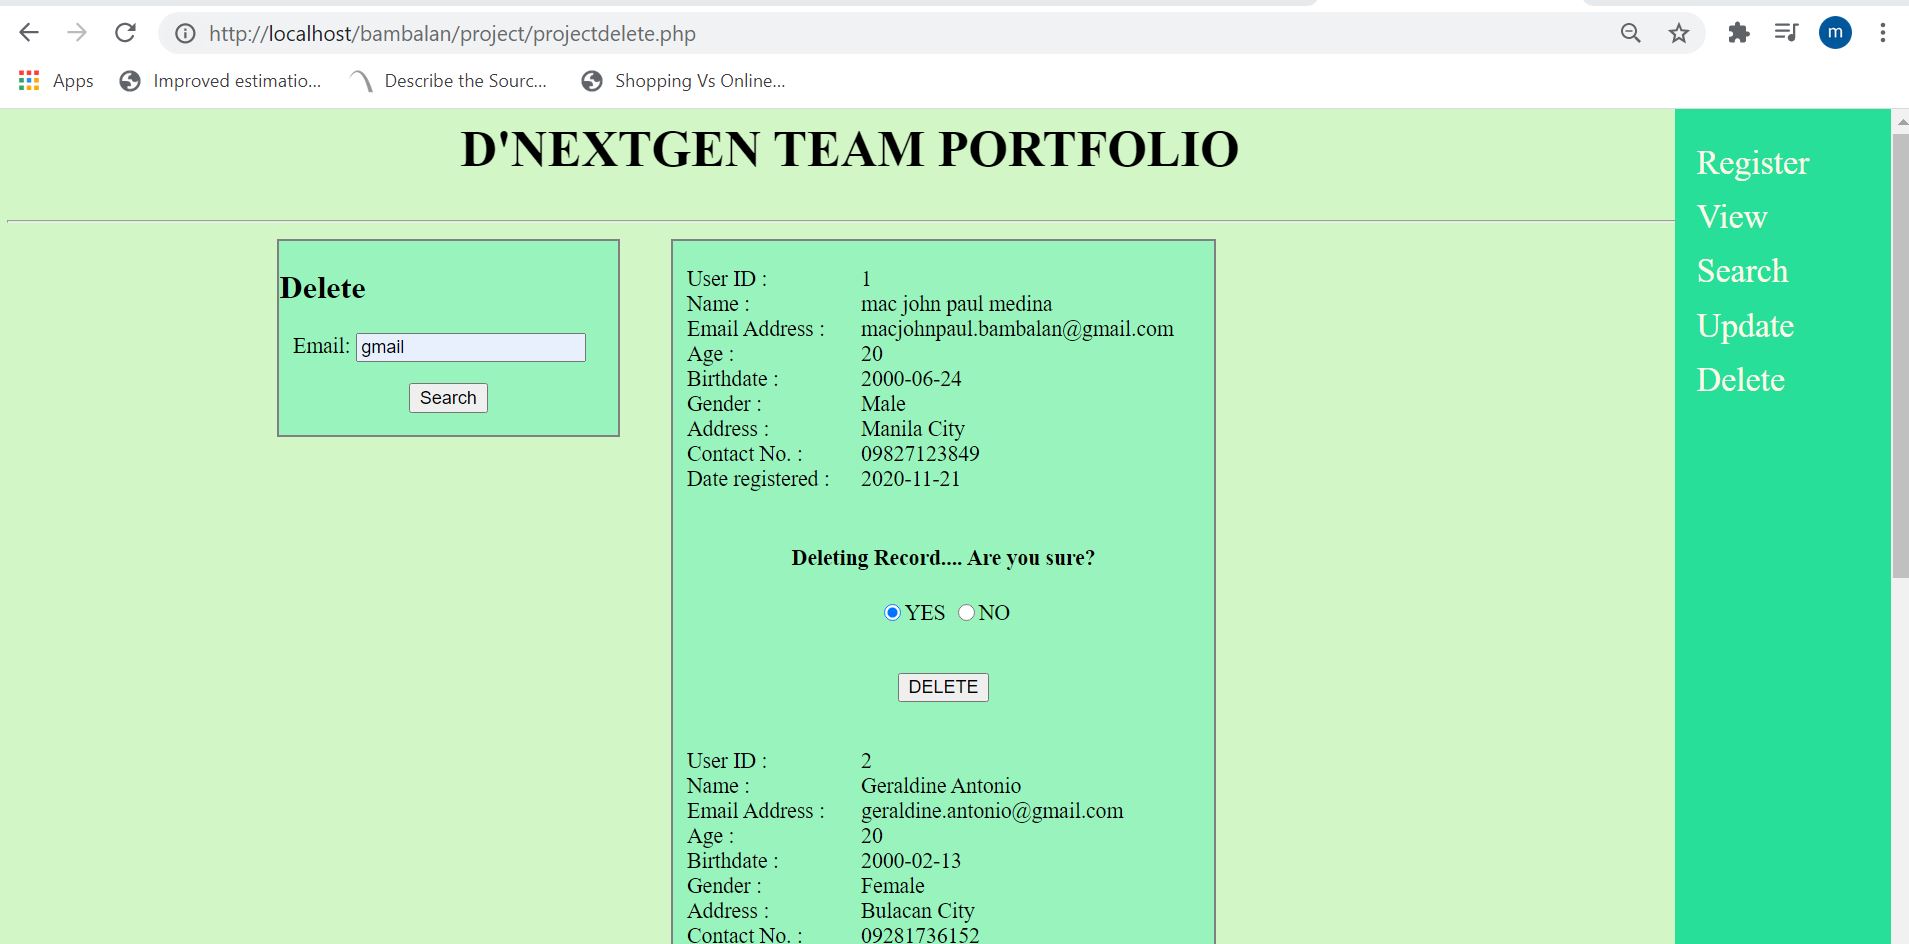 http://localhost/bambalan/project/projectdelete.php
m
Apps
Improved estimatio...
Describe the Sourc...
Shopping Vs Online...
D'NEXTGEN TEAM PORTFOLIO
Register
View
Search
Update
Delete
Delete
Email: gmail
Search
User ID : 1
Name : mac john paul medina
Email Address : macjohnpaul.bambalan@gmail.com
Age : 20
Birthdate : 2000-06-24
Gender : Male
Address : Manila City
Contact No. : 09827123849
Date registered : 2020-11-21
Deleting Record.... Are you sure?
YES NO
DELETE
User ID : 2
Name : Geraldine Antonio
Email Address : geraldine.antonio@gmail.com
Age : 20
Birthdate : 2000-02-13
Gender : Female
Address : Bulacan City
Contact No. : 09281736152